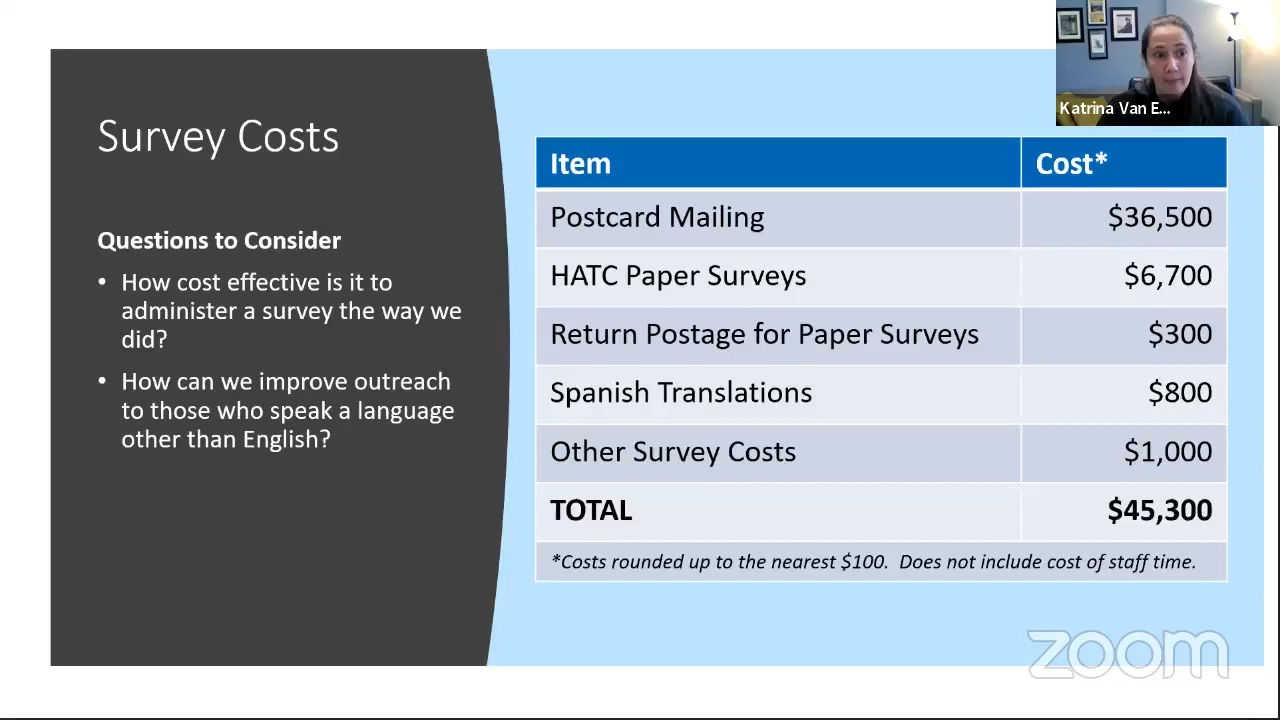 Survey Costs
Questions to Consider
• How cost effective is it to
administer a survey the way we
did?
• How can we improve outreach
to those who speak a language
other than English?
Katrina Van E...
Item Cost*
Postcard Mailing $36,500
HATC Paper Surveys $6,700
Return Postage for Paper Surveys $300
Spanish Translations $800
Other Survey Costs $1,000
TOTAL $45,300
*Costs rounded up to the nearest $100. Does not include cost of staff time.
zoom